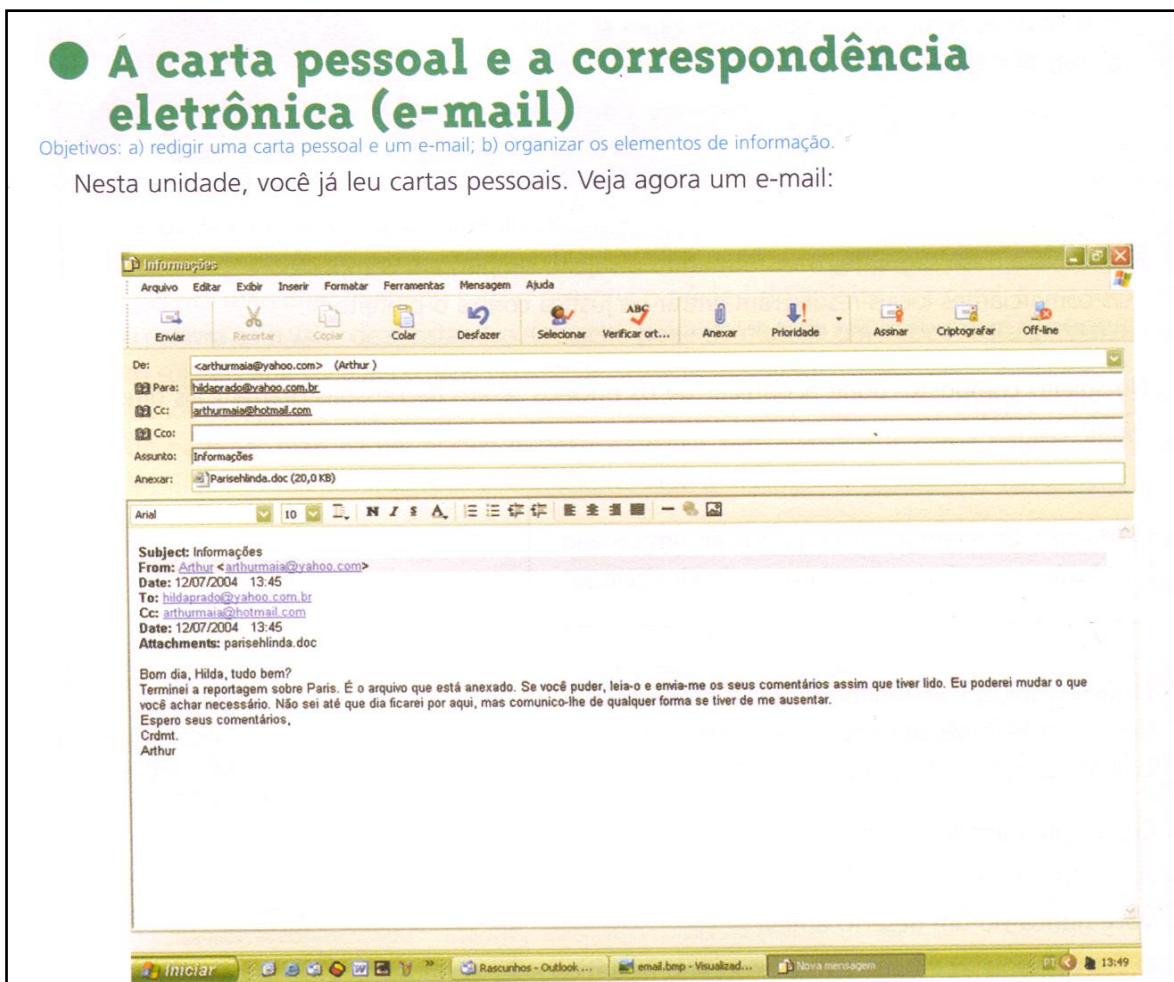 ● A carta pessoal e a correspondência
eletrônica (e-mail)
Objetivos: a) redigir uma carta pessoal e um e-mail; b) organizar os elementos de informação.
Nesta unidade, você já leu cartas pessoais. Veja agora um e-mail:
Informações
Arquivo Editar Exibir Inserir Formatar Ferramentas Mensagem Ajuda
Enviar Recortar Copiar Colar Desfazer Selecionar Verificar ort... Anexar Prioridade Assinar Criptografar Off-line
De: <arthurmaia@yahoo.com> (Arthur )
Para: hildaprado@yahoo.com.br
Cc: arthurmaia@hotmail.com
Cco:
Assunto: Informações
Anexar: Parisehlinda.doc (20,0 KB)
Arial 10 N I S A
Subject: Informações
From: Arthur <arthurmaia@yahoo.com>
Date: 12/07/2004 13:45
To: hildaprado@yahoo.com.br
Cc: arthurmaia@hotmail.com
Date: 12/07/2004 13:45
Attachments: parisehlinda.doc
Bom dia, Hilda, tudo bem?
Terminei a reportagem sobre Paris. É o arquivo que está anexado. Se você puder, leia-o e envia-me os seus comentários assim que tiver lido. Eu poderei mudar o que
você achar necessário. Não sei até que dia ficarei por aqui, mas comunico-lhe de qualquer forma se tiver de me ausentar.
Espero seus comentários,
Crdmt.
Arthur
Iniciar Rascunhos - Outlook ... email.bmp - Visualizad... Nova mensagem PT 13:49